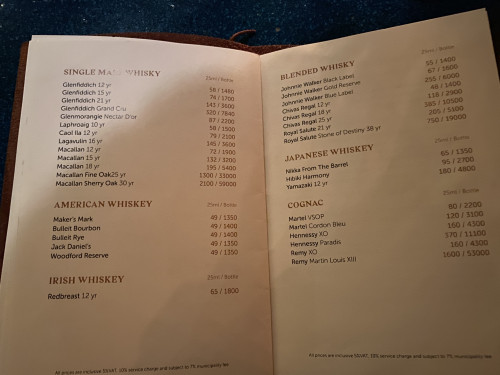 SINGLE MALT WHISKY 25ml / Bottle
Glenfiddich 12 yr 58 / 1480
Glenfiddich 15 yr 74 / 1700
Glenfiddich 21 yr 143 / 3600
Glenfiddich Grand Cru 320 / 7840
Glenmorangie Nectar D'or 87 / 2200
Laphroaig 10 yr 58 / 1500
Caol Ila 12 yr 79 / 2100
Lagavulin 16 yr 145 / 3600
Macallan 12 yr 72 / 1900
Macallan 15 yr 132 / 3200
Macallan 18 yr 195 / 5400
Macallan Fine Oak25 yr 1300 / 33000
Macallan Sherry Oak 30 yr 2100 / 59000
AMERICAN WHISKEY 25ml / Bottle
Maker's Mark 49 / 1350
Bulleit Bourbon 49 / 1400
Bulleit Rye 49 / 1400
Jack Daniel's 49 / 1350
Woodford Reserve 49 / 1350
IRISH WHISKEY 25ml / Bottle
Redbreast 12 yr 65 / 1800
All prices are inclusive 5%VAT, 10% service charge and subject to 7% municipality fee
BLENDED WHISKY
Johnnie Walker Black Label 55 / 1400
Johnnie Walker Gold Reserve 67 / 1600
Johnnie Walker Blue Label 255 / 6000
Chivas Regal 12 yr 48 / 1400
Chivas Regal 18 yr 118 / 2900
Chivas Regal 25 yr 385 / 10500
Royal Salute 21 yr 205 / 5100
Royal Salute Stone of Destiny 38 yr 750 / 19000
JAPANESE WHISKEY 25ml / Bottle
Nikka From The Barrel 65 / 1350
Hibiki Harmony 95 / 2700
Yamazaki 12 yr 180 / 4800
COGNAC 25ml / Bottle
Martel VSOP 80 / 2200
Martel Cordon Bleu 120 / 3100
Hennessy XO 160 / 4300
Hennessy Paradis 370 / 11100
Remy XO 160 / 4300
Remy Martin Louis XIII 1600 / 53000
All prices are inclusive 5%VAT, 10% service charge and subject to 7% municipality fee